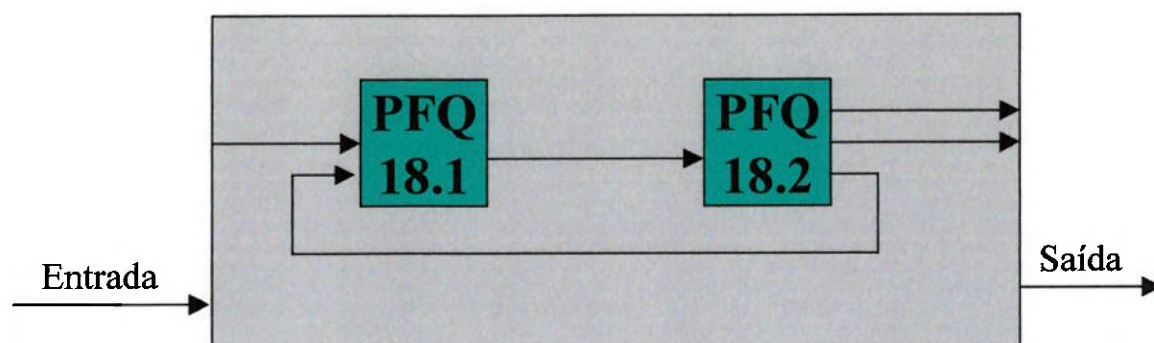 PFQ
18.1
PFQ
18.2
Entrada
Saída